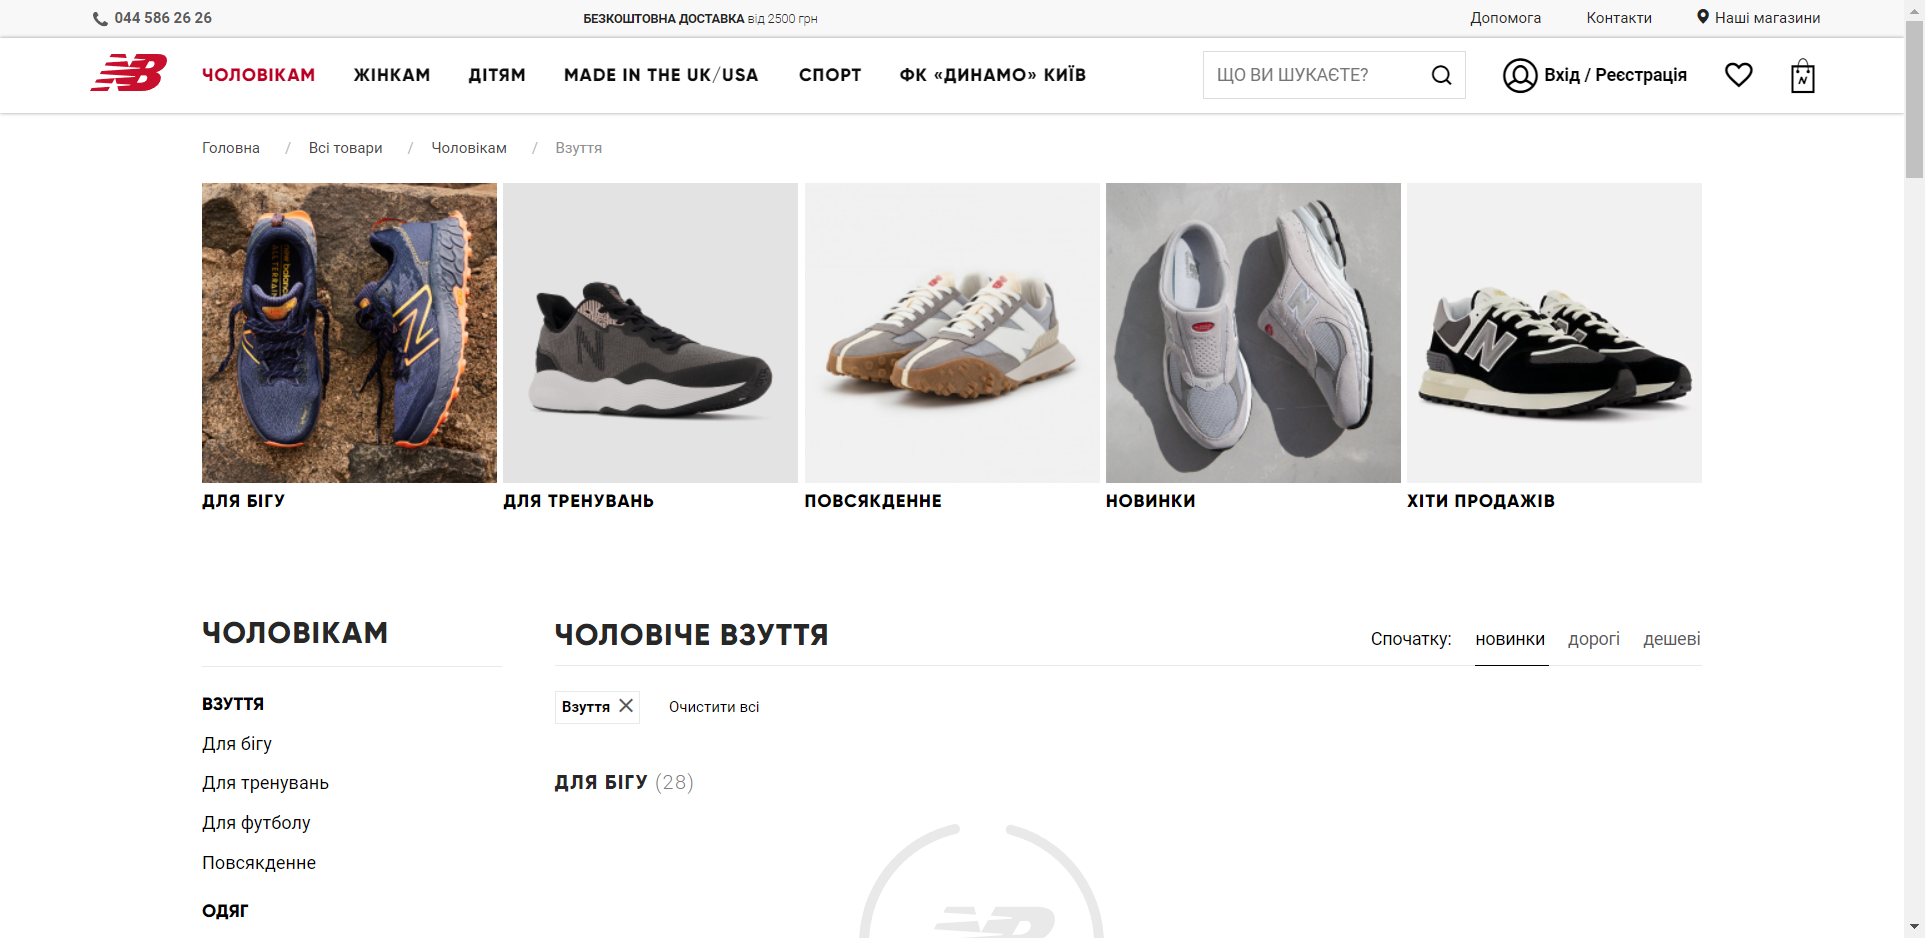 044 586 26 26
БЕЗКОШТОВНА ДОСТАВКА від 2500 грн
Допомога
Контакти
Наші магазини
ЧОЛОВІКАМ
ЖІНКАМ
ДІТЯМ
MADE IN THE UK/USA
СПОРТ
ФК «ДИНАМО» КИЇВ
ЩО ВИ ШУКАЄТЕ?
Вхід / Реєстрація
Головна / Всі товари / Чоловікам / Взуття
ДЛЯ БІГУ
ДЛЯ ТРЕНУВАНЬ
ПОВСЯКДЕННЕ
НОВИНКИ
ХІТИ ПРОДАЖІВ
ЧОЛОВІКАМ
ВЗУТТЯ
Для бігу
Для тренувань
Для футболу
Повсякденне
ОДЯГ
ЧОЛОВІЧЕ ВЗУТТЯ
Спочатку: новинки дорогі дешеві
Взуття
Очистити всі
ДЛЯ БІГУ (28)